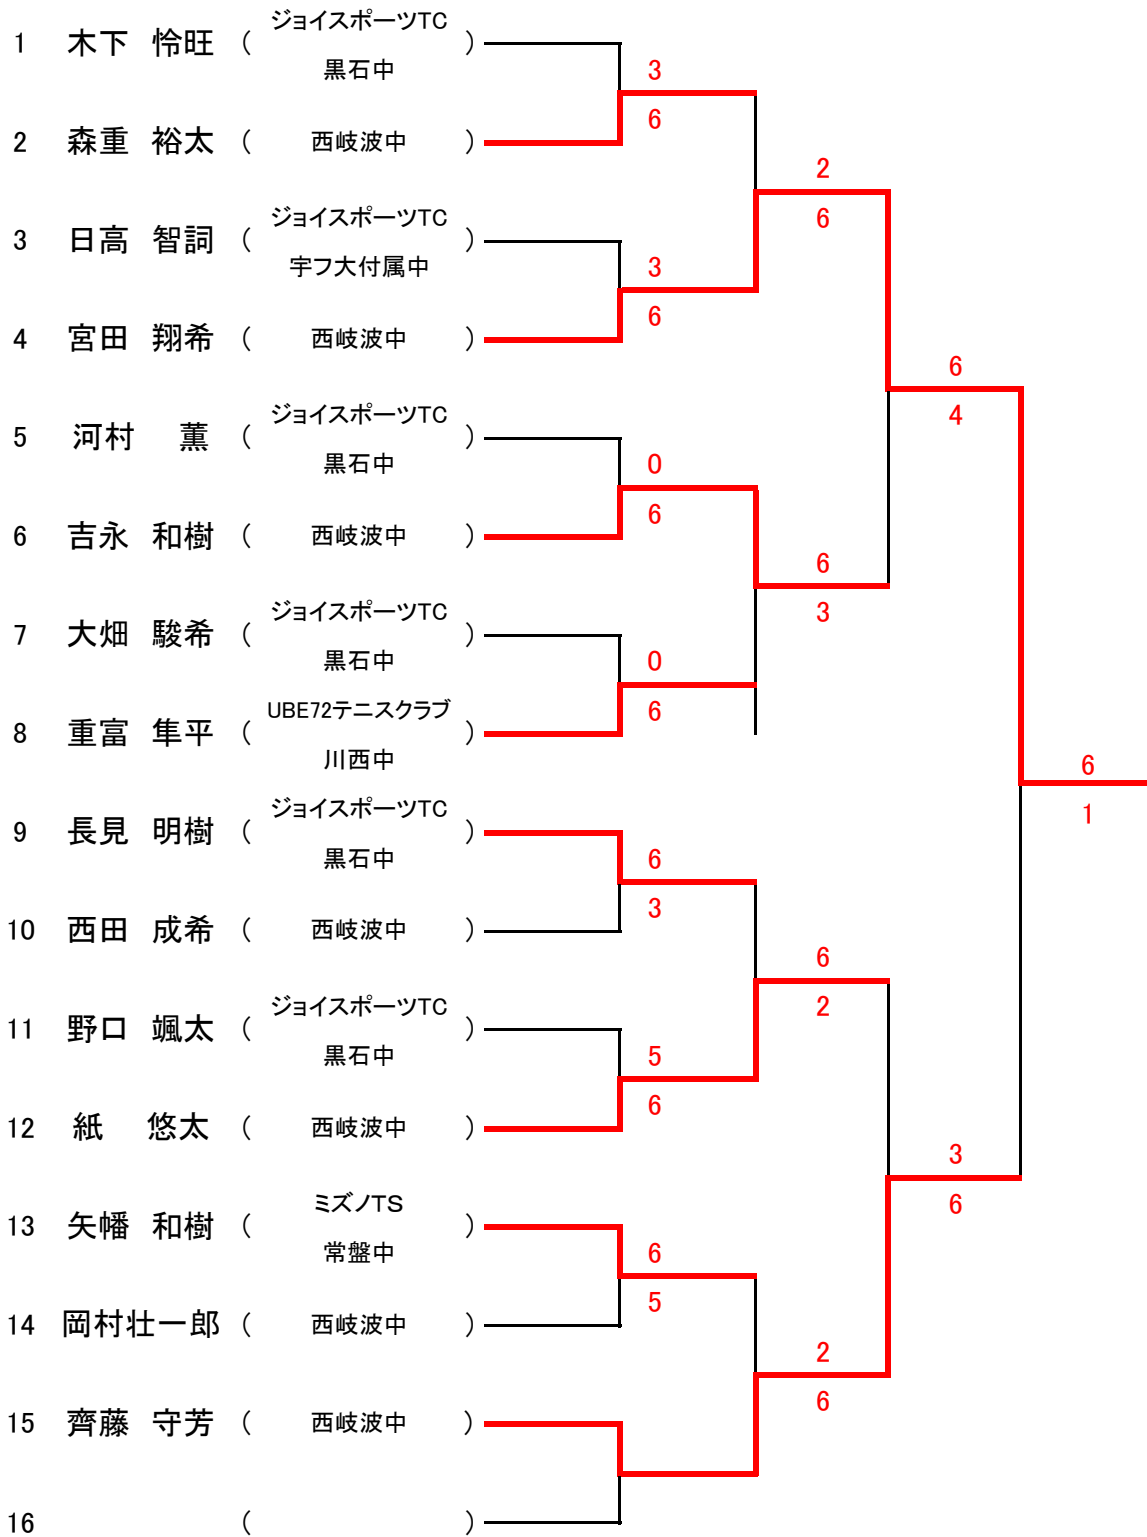 ジョイスポーツTC
1 木下 怜旺 ( )
黒石中
3
6
2 森重 裕太 ( 西岐波中 )
2
ジョイスポーツTC
6
3 日高 智詞 ( )
宇フ大付属中
3
6
4 宮田 翔希 ( 西岐波中 )
6
ジョイスポーツTC
4
5 河村 薫 ( )
黒石中
0
6
6 吉永 和樹 ( 西岐波中 )
6
ジョイスポーツTC
3
7 大畑 駿希 ( )
黒石中
0
UBE72テニスクラブ
6
8 重富 隼平 ( )
川西中
6
ジョイスポーツTC
1
9 長見 明樹 ( )
黒石中
6
3
10 西田 成希 ( 西岐波中 )
6
ジョイスポーツTC
2
11 野口 颯太 ( )
黒石中
5
6
12 紙 悠太 ( 西岐波中 )
3
ミズノTS
6
13 矢幡 和樹 ( )
常盤中
6
5
14 岡村壮一郎 ( 西岐波中 )
2
6
15 齊藤 守芳 ( 西岐波中 )
16 ( )